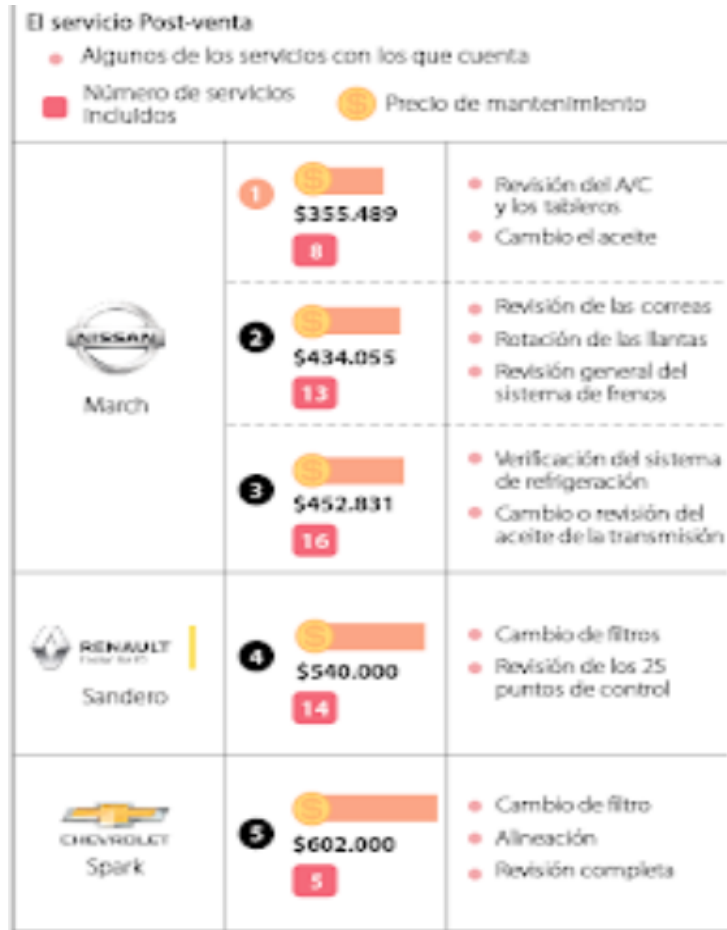 El servicio Post-venta
Algunos de los servicios con los que cuenta
Número de servicios
incluidos
Precio de mantenimiento
NISSAN
March
1
$355.489
8
Revisión del A/C
y los tableros
Cambio el aceite
2
$434.055
13
Revisión de las correas
Rotación de las llantas
Revisión general del
sistema de frenos
3
$452.831
16
Verificación del sistema
de refrigeración
Cambio o revisión del
aceite de la transmisión
RENAULT
Sandero
4
$540.000
14
Cambio de filtros
Revisión de los 25
puntos de control
CHEVROLET
Spark
5
$602.000
5
Cambio de filtro
Alineación
Revisión completa